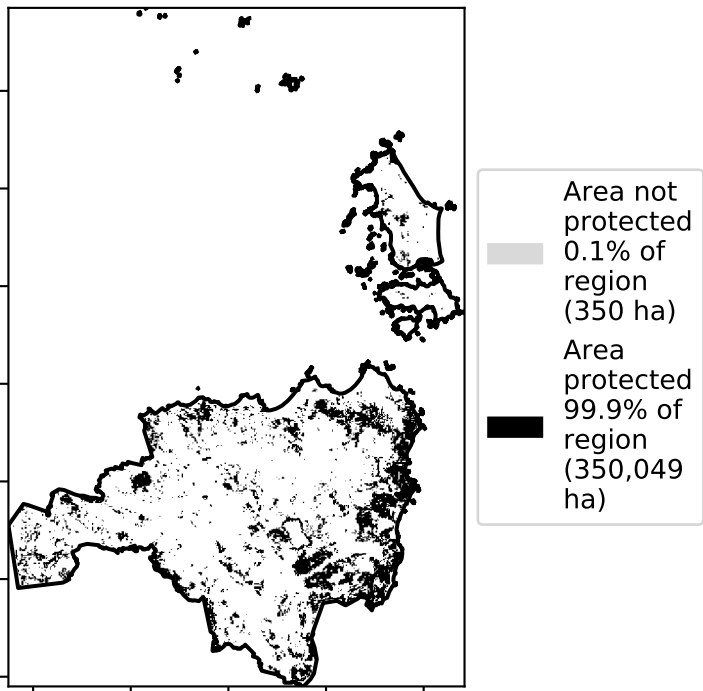 Area not
protected
0.1% of
region
(350 ha)
Area
protected
99.9% of
region
(350,049
ha)